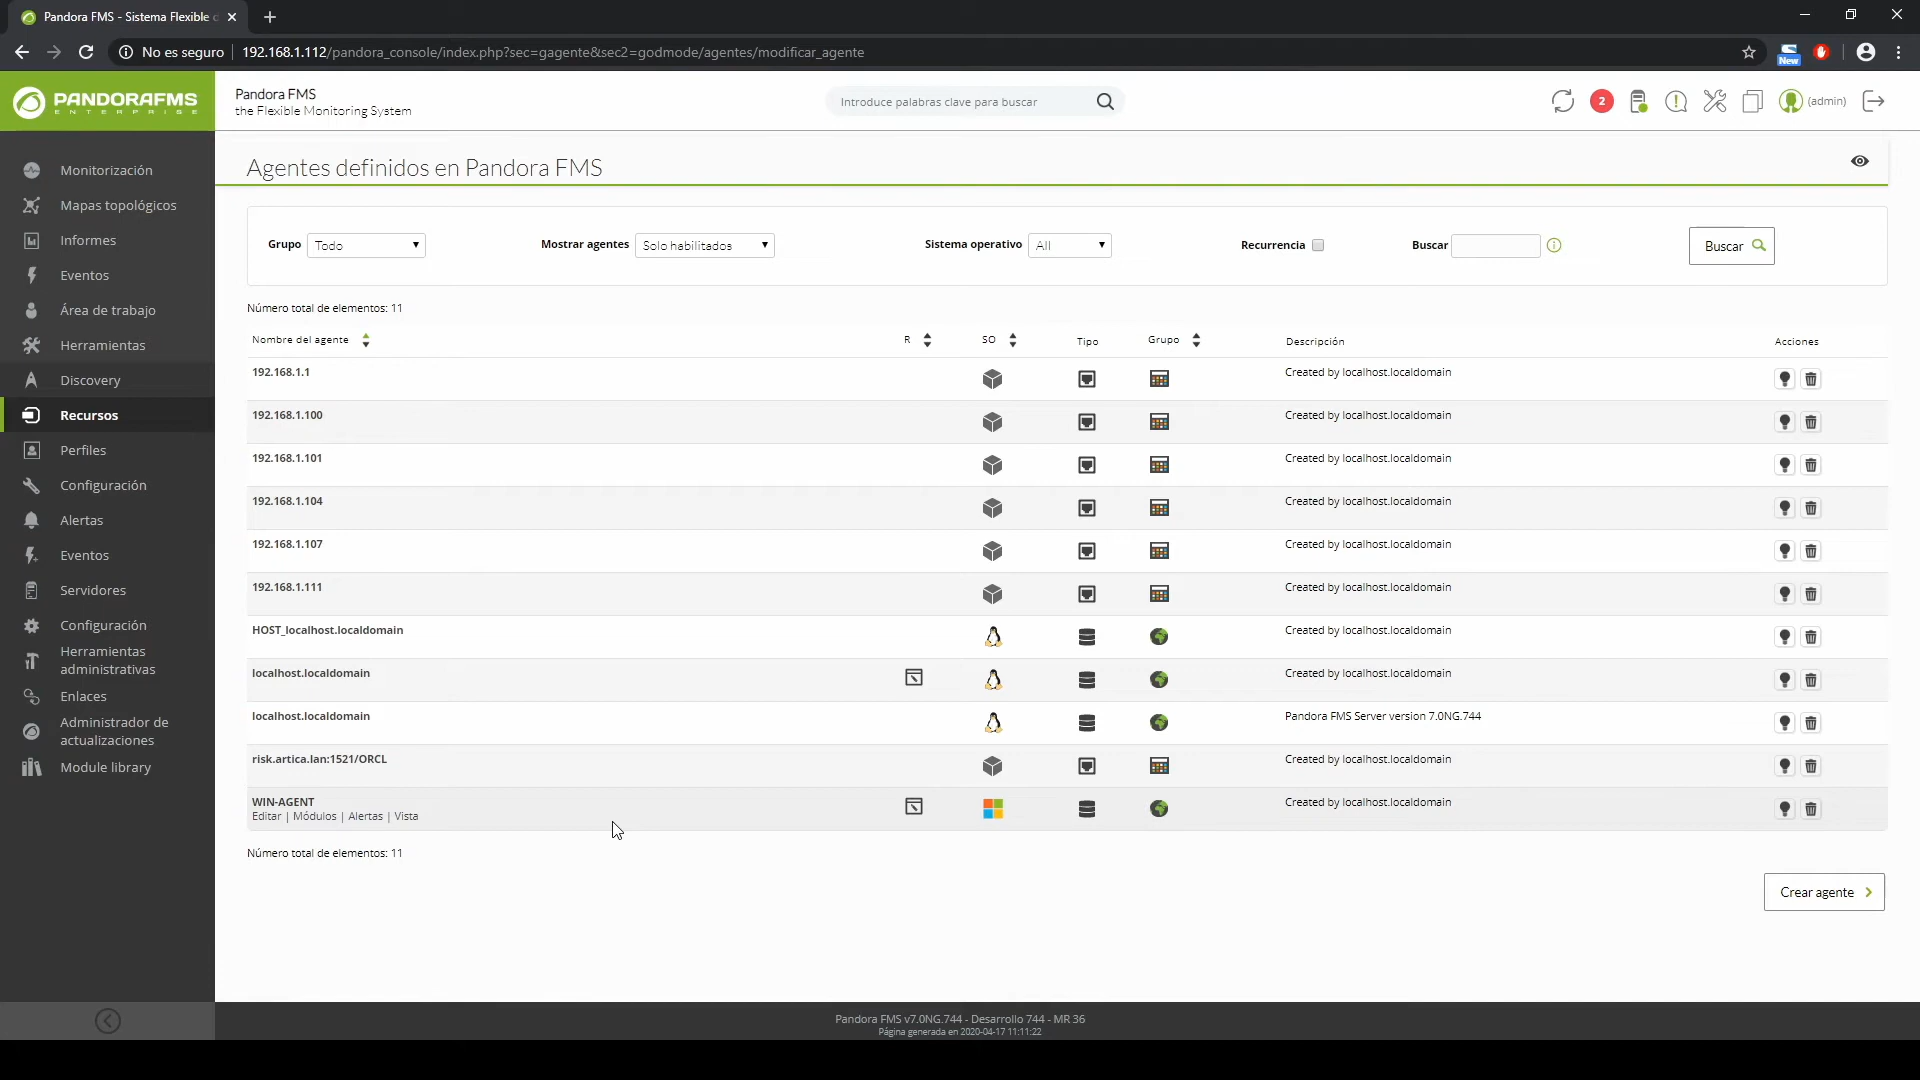 Pandora FMS - Sistema Flexible d
No es seguro
192.168.1.112/pandora_console/index.php?sec=gagente&sec2=godmode/agentes/modificar_agente
New
PANDORAFMS
ENTERPRISE
Pandora FMS
the Flexible Monitoring System
Introduce palabras clave para buscar
2
(admin)
Monitorización
Mapas topológicos
Informes
Eventos
Área de trabajo
Herramientas
Discovery
Recursos
Perfiles
Configuración
Alertas
Eventos
Servidores
Configuración
Herramientas
administrativas
Enlaces
Administrador de
actualizaciones
Module library
Agentes definidos en Pandora FMS
Grupo Todo Mostrar agentes Solo habilitados Sistema operativo All Recurrencia Buscar Buscar
Número total de elementos: 11
Nombre del agente R SO Tipo Grupo Descripción Acciones
192.168.1.1 Created by localhost.localdomain
192.168.1.100 Created by localhost.localdomain
192.168.1.101 Created by localhost.localdomain
192.168.1.104 Created by localhost.localdomain
192.168.1.107 Created by localhost.localdomain
192.168.1.111 Created by localhost.localdomain
HOST_localhost.localdomain Created by localhost.localdomain
localhost.localdomain Created by localhost.localdomain
localhost.localdomain Pandora FMS Server version 7.0NG.744
risk.artica.lan:1521/ORCL Created by localhost.localdomain
WIN-AGENT Created by localhost.localdomain
Editar | Módulos | Alertas | Vista
Número total de elementos: 11
Crear agente
Pandora FMS v7.0NG.744 - Desarrollo 744 - MR 36
Página generada en 2020-04-17 11:11:22